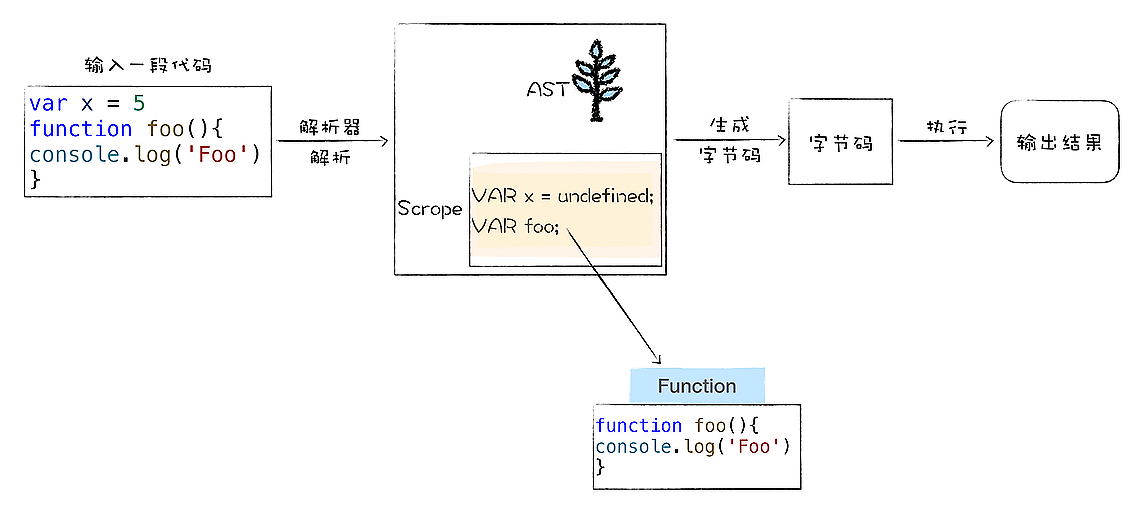 输入一段代码
var x = 5
function foo(){
console.log('Foo')
}
解析器
解析
AST
Scrope
VAR x = undefined;
VAR foo;
生成
字节码
字节码
执行
输出结果
Function
function foo(){
console.log('Foo')
}